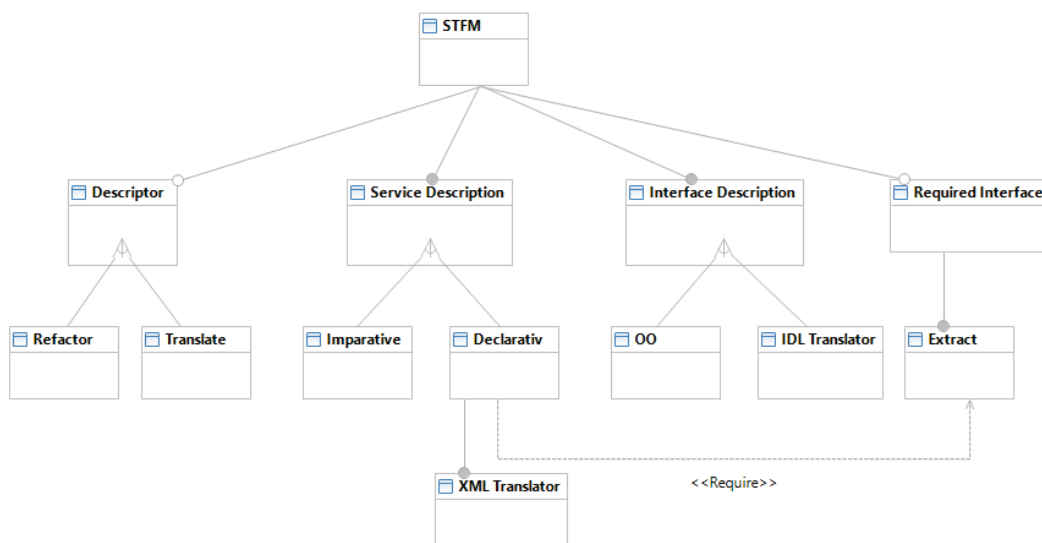 STFM
Descriptor
Service Description
Interface Description
Required Interface
Refactor
Translate
Imparative
Declarativ
OO
IDL Translator
Extract
XML Translator
<<Require>>